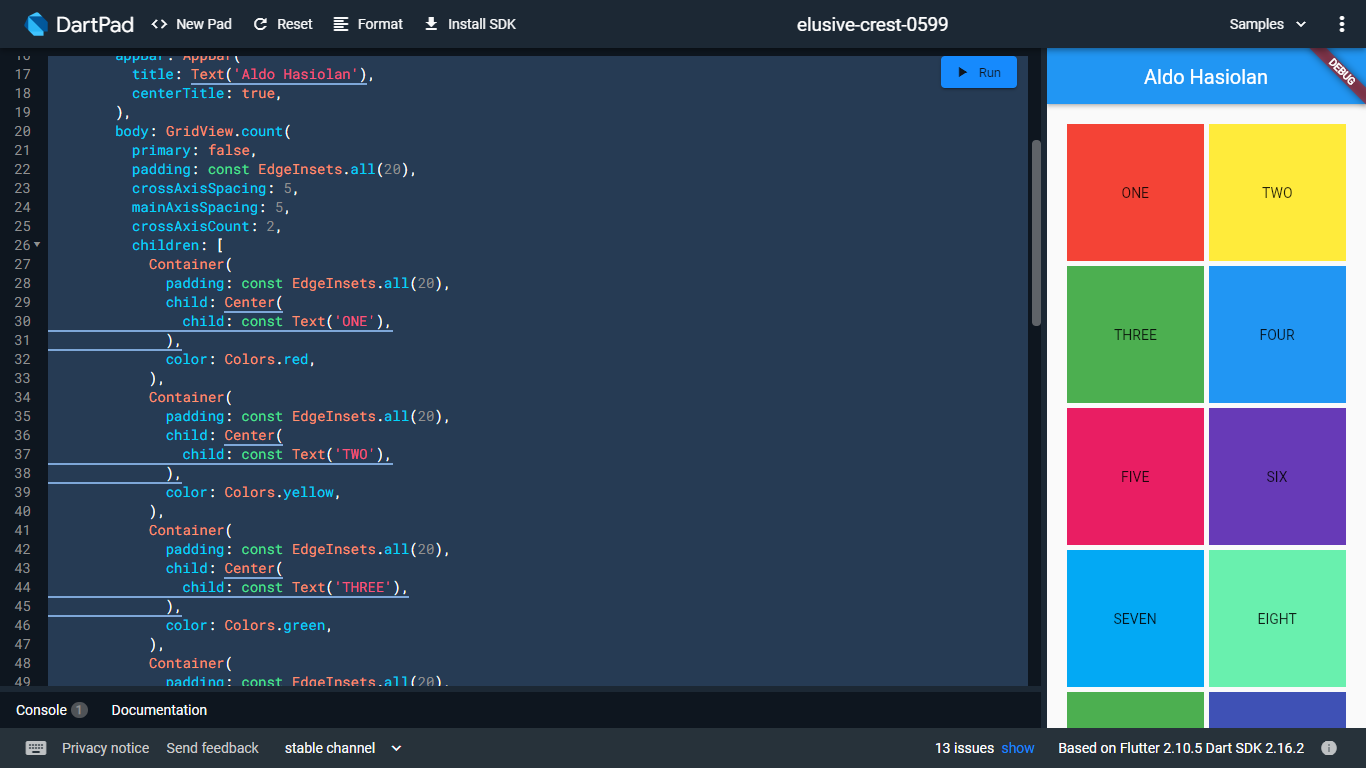 DartPad <> New Pad Reset Format Install SDK elusive-crest-0599 Samples
16 appBar: AppBar(
17 title: Text('Aldo Hasiolan'),
18 centerTitle: true,
19 ),
20 body: GridView.count(
21 primary: false,
22 padding: const EdgeInsets.all(20),
23 crossAxisSpacing: 5,
24 mainAxisSpacing: 5,
25 crossAxisCount: 2,
26 children: [
27 Container(
28 padding: const EdgeInsets.all(20),
29 child: Center(
30 child: const Text('ONE'),
31 ),
32 color: Colors.red,
33 ),
34 Container(
35 padding: const EdgeInsets.all(20),
36 child: Center(
37 child: const Text('TWO'),
38 ),
39 color: Colors.yellow,
40 ),
41 Container(
42 padding: const EdgeInsets.all(20),
43 child: Center(
44 child: const Text('THREE'),
45 ),
46 color: Colors.green,
47 ),
48 Container(
49 padding: const EdgeInsets.all(20),
Run
Aldo Hasiolan
DEBUG
ONE TWO
THREE FOUR
FIVE SIX
SEVEN EIGHT
Console 1 Documentation
Privacy notice Send feedback stable channel 13 issues show Based on Flutter 2.10.5 Dart SDK 2.16.2